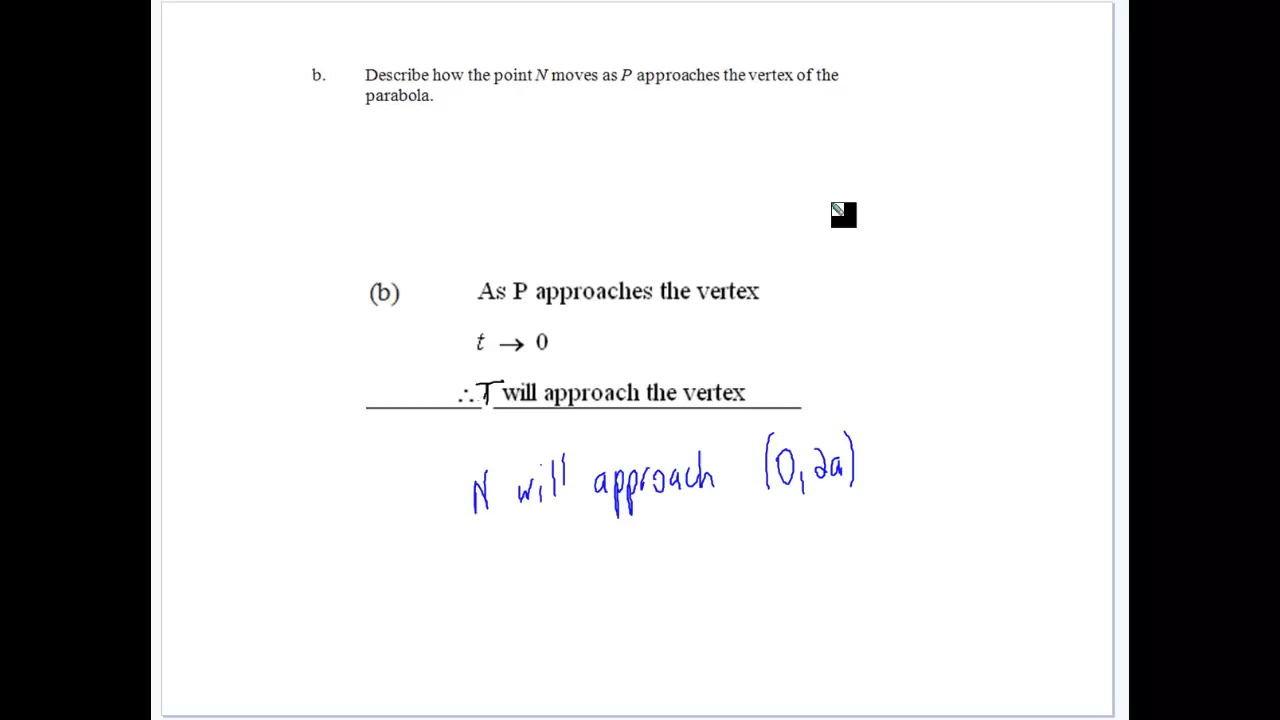 b. Describe how the point N moves as P approaches the vertex of the
parabola.
(b) As P approaches the vertex
t → 0
∴ T will approach the vertex
N will approach (0, 2a)